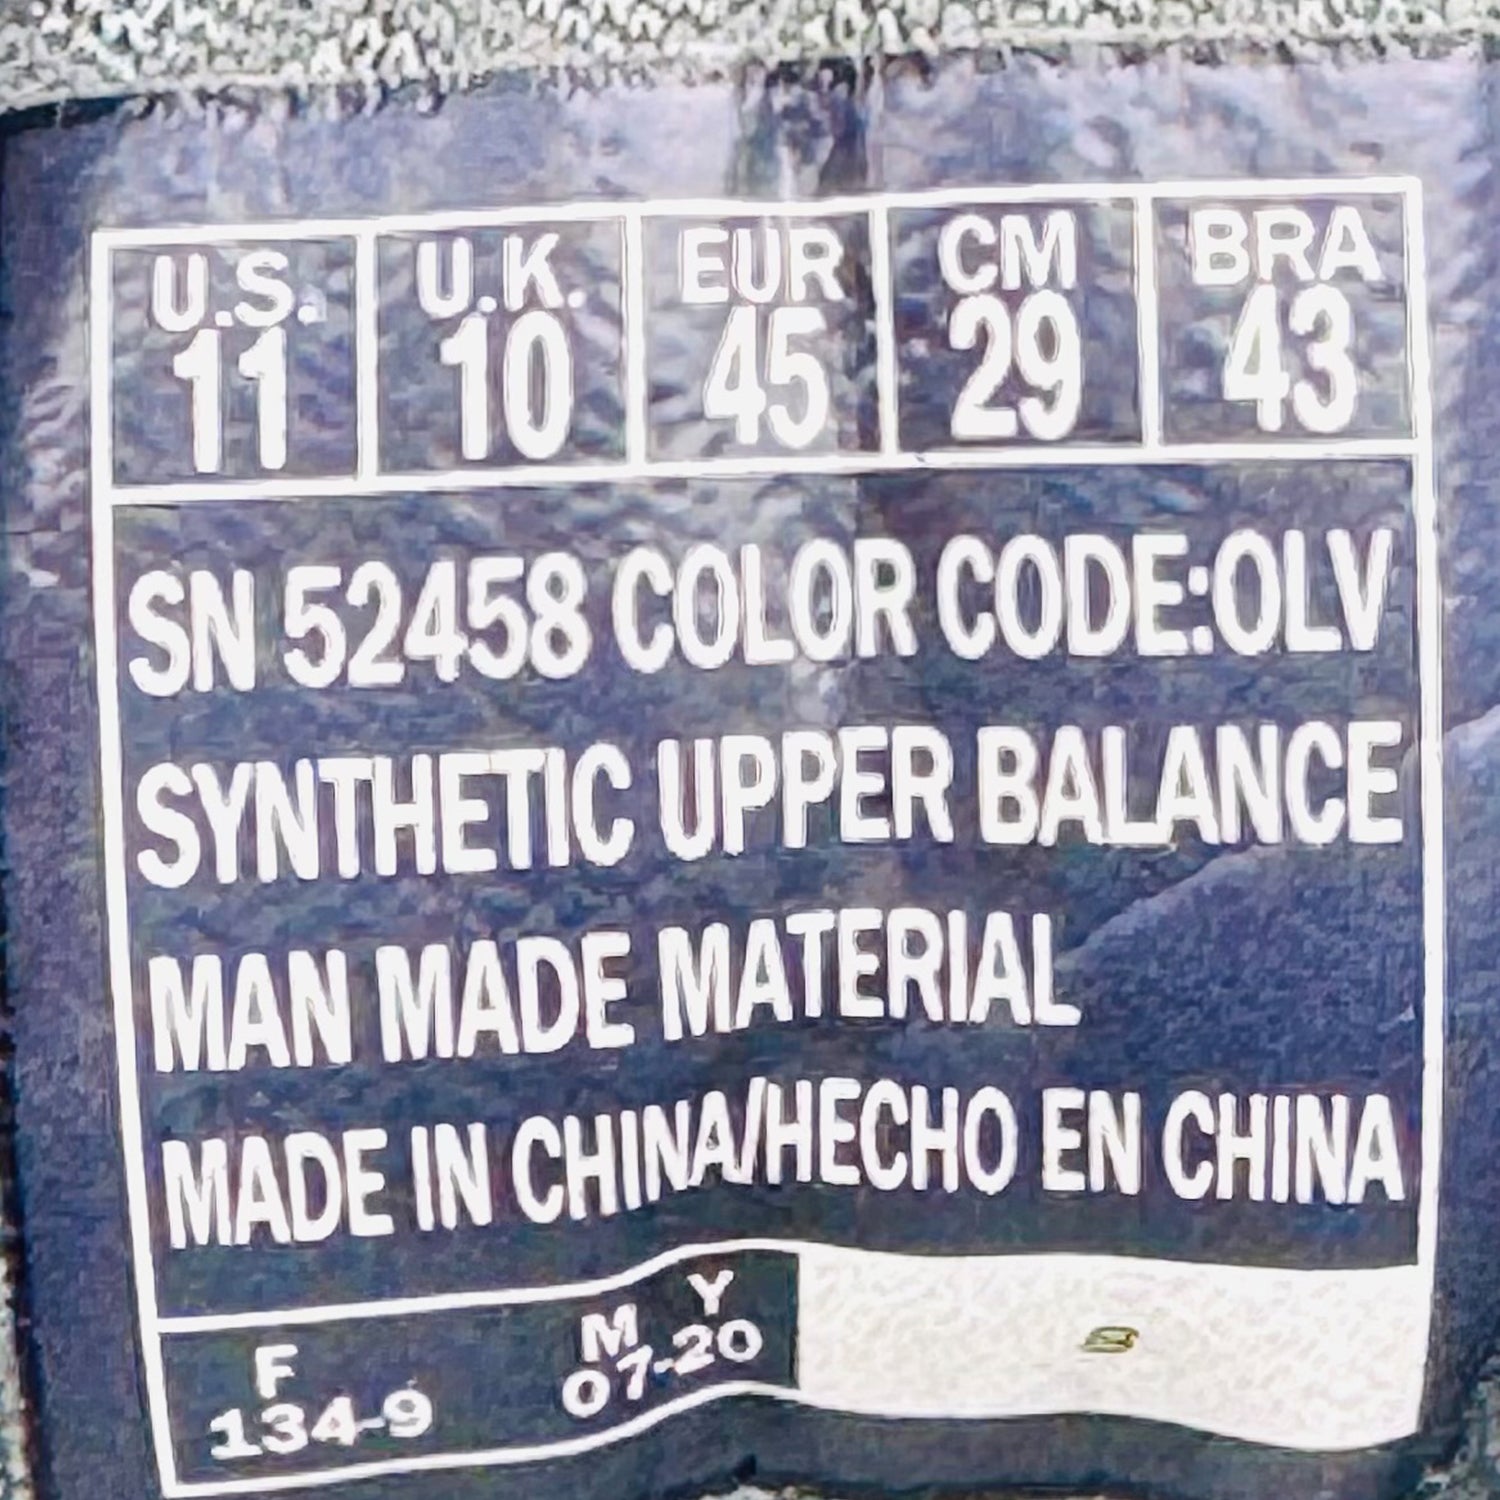 U.S. U.K. EUR CM BRA
11 10 45 29 43
SN 52458 COLOR CODE:OLV
SYNTHETIC UPPER BALANCE
MAN MADE MATERIAL
MADE IN CHINA/HECHO EN CHINA
F M Y
134-9 07-20